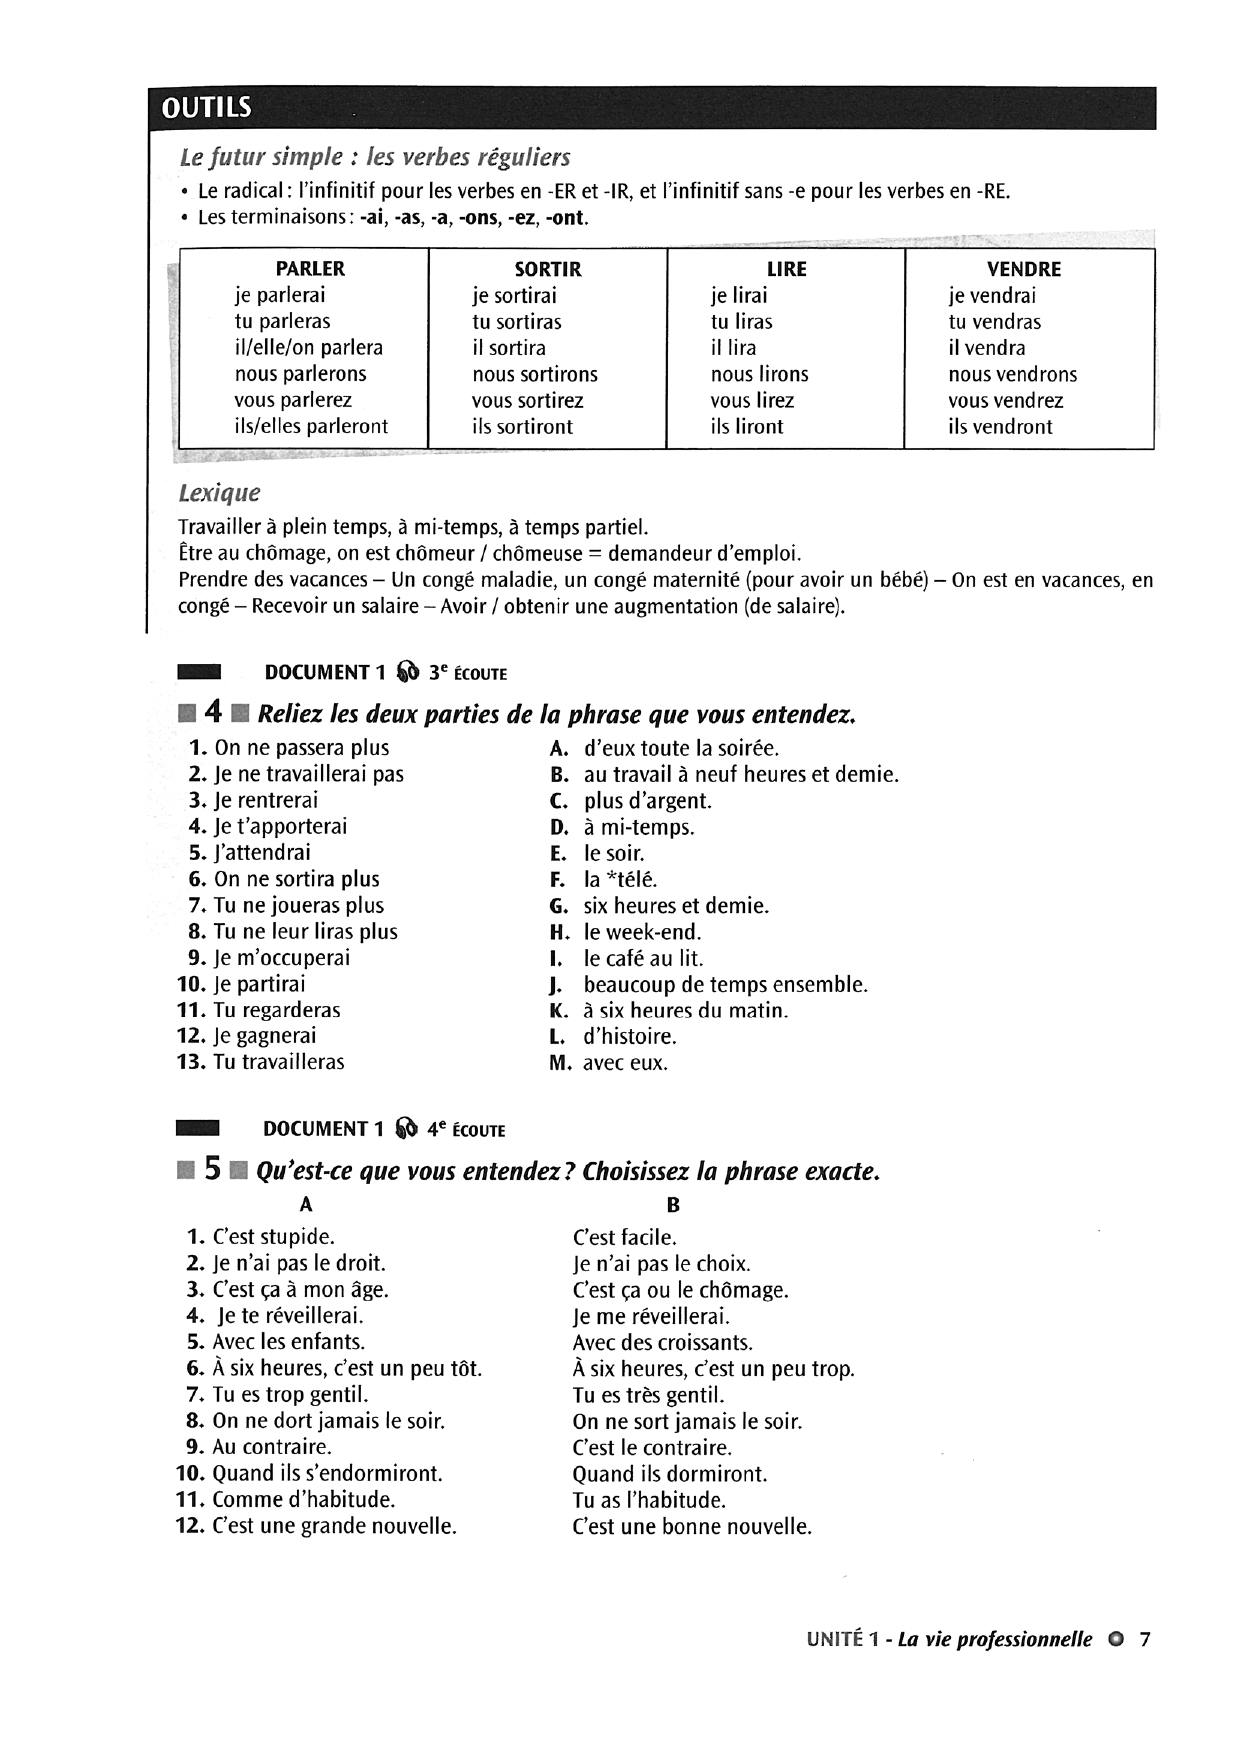 OUTILS
Le futur simple : les verbes réguliers
• Le radical : l'infinitif pour les verbes en -ER et -IR, et l'infinitif sans -e pour les verbes en -RE.
• Les terminaisons : -ai, -as, -a, -ons, -ez, -ont.
PARLER SORTIR LIRE VENDRE
je parlerai je sortirai je lirai je vendrai
tu parleras tu sortiras tu liras tu vendras
il/elle/on parlera il sortira il lira il vendra
nous parlerons nous sortirons nous lirons nous vendrons
vous parlerez vous sortirez vous lirez vous vendrez
ils/elles parleront ils sortiront ils liront ils vendront
Lexique
Travailler à plein temps, à mi-temps, à temps partiel.
Être au chômage, on est chômeur / chômeuse = demandeur d'emploi.
Prendre des vacances – Un congé maladie, un congé maternité (pour avoir un bébé) – On est en vacances, en
congé – Recevoir un salaire – Avoir / obtenir une augmentation (de salaire).
DOCUMENT 1 3e ÉCOUTE
4 Reliez les deux parties de la phrase que vous entendez.
1. On ne passera plus A. d'eux toute la soirée.
2. Je ne travaillerai pas B. au travail à neuf heures et demie.
3. Je rentrerai C. plus d'argent.
4. Je t'apporterai D. à mi-temps.
5. J'attendrai E. le soir.
6. On ne sortira plus F. la *télé.
7. Tu ne joueras plus G. six heures et demie.
8. Tu ne leur liras plus H. le week-end.
9. Je m'occuperai I. le café au lit.
10. Je partirai J. beaucoup de temps ensemble.
11. Tu regarderas K. à six heures du matin.
12. Je gagnerai L. d'histoire.
13. Tu travailleras M. avec eux.
DOCUMENT 1 4e ÉCOUTE
5 Qu'est-ce que vous entendez ? Choisissez la phrase exacte.
A B
1. C'est stupide. C'est facile.
2. Je n'ai pas le droit. Je n'ai pas le choix.
3. C'est ça à mon âge. C'est ça ou le chômage.
4. Je te réveillerai. Je me réveillerai.
5. Avec les enfants. Avec des croissants.
6. À six heures, c'est un peu tôt. À six heures, c'est un peu trop.
7. Tu es trop gentil. Tu es très gentil.
8. On ne dort jamais le soir. On ne sort jamais le soir.
9. Au contraire. C'est le contraire.
10. Quand ils s'endormiront. Quand ils dormiront.
11. Comme d'habitude. Tu as l'habitude.
12. C'est une grande nouvelle. C'est une bonne nouvelle.
UNITÉ 1 - La vie professionnelle 7